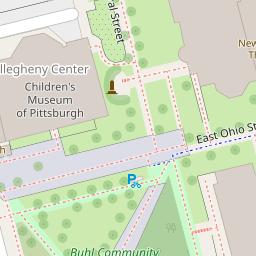 al Street
New
Th
llegheny Center
Children's
Museum
of Pittsburgh
East Ohio St
h
P
Buhl Community